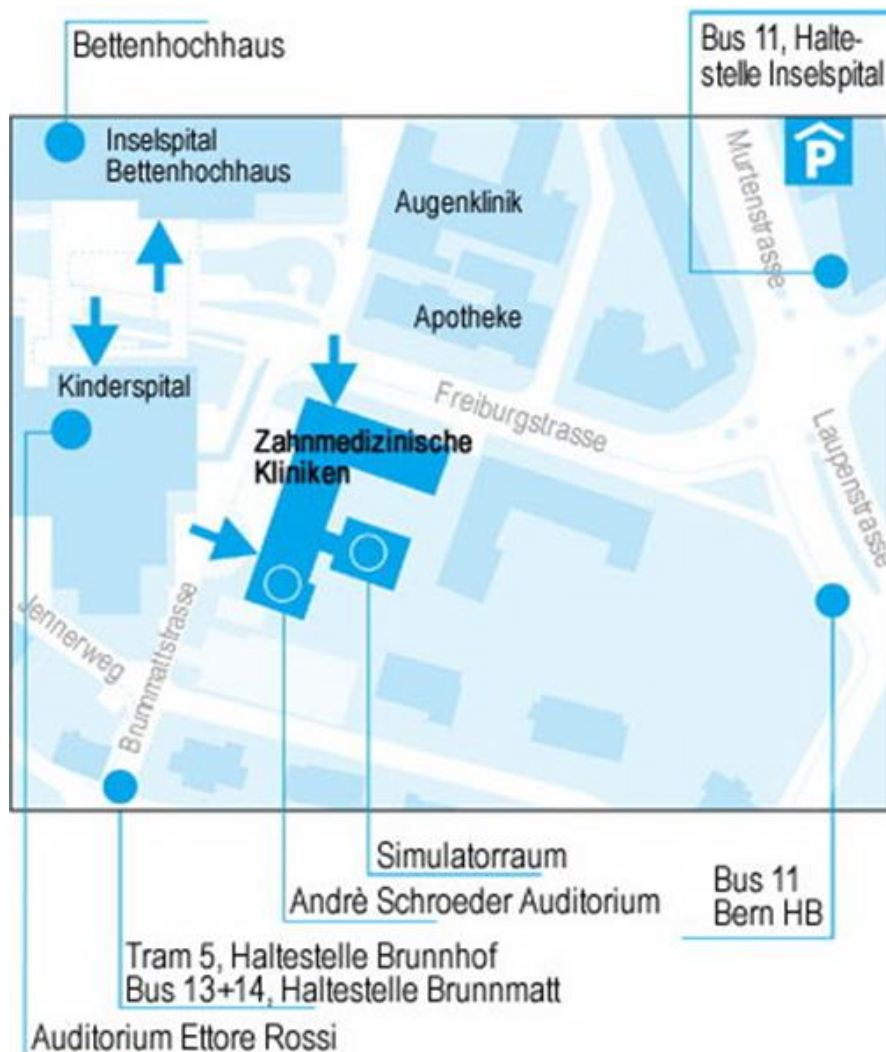 Bettenhochhaus
Bus 11, Halte-
stelle Inselspital
Inselspital
Bettenhochhaus
P
Murtenstrasse
Augenklinik
Apotheke
Kinderspital
Freiburgstrasse
Zahnmedizinische
Kliniken
Laupenstrasse
Jennerweg
Brunnmattstrasse
Simulatorraum
Andrè Schroeder Auditorium
Bus 11
Bern HB
Tram 5, Haltestelle Brunnhof
Bus 13+14, Haltestelle Brunnmatt
Auditorium Ettore Rossi